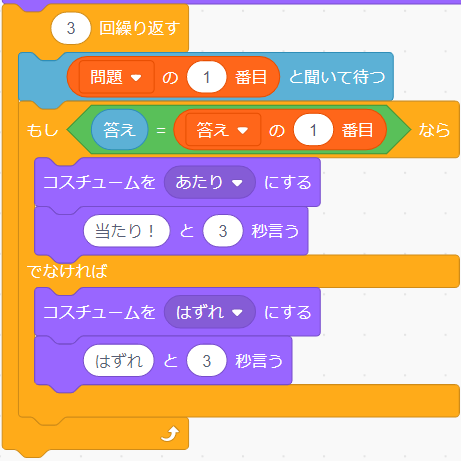 3 回繰り返す
問題 の 1 番目 と聞いて待つ
もし 答え = 答え の 1 番目 なら
コスチュームを あたり にする
当たり！ と 3 秒言う
でなければ
コスチュームを はずれ にする
はずれ と 3 秒言う